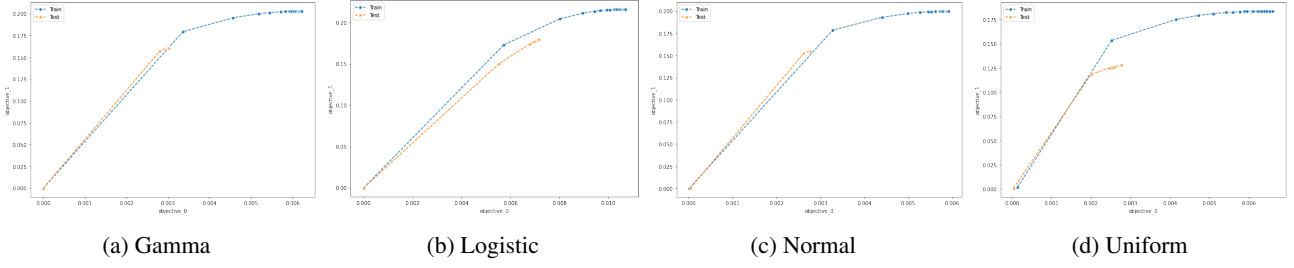 Train
Test
0.200
0.175
0.150
0.125
0.100
0.075
0.050
0.025
0.000
objective_1
0.000 0.001 0.002 0.003 0.004 0.005 0.006
objective_0
(a) Gamma
Train
Test
0.20
0.15
0.10
0.05
0.00
objective_1
0.000 0.002 0.004 0.006 0.008 0.010
objective_0
(b) Logistic
Train
Test
0.200
0.175
0.150
0.125
0.100
0.075
0.050
0.025
0.000
objective_1
0.000 0.001 0.002 0.003 0.004 0.005 0.006
objective_0
(c) Normal
Train
Test
0.175
0.150
0.125
0.100
0.075
0.050
0.025
0.000
objective_1
0.000 0.001 0.002 0.003 0.004 0.005 0.006
objective_0
(d) Uniform